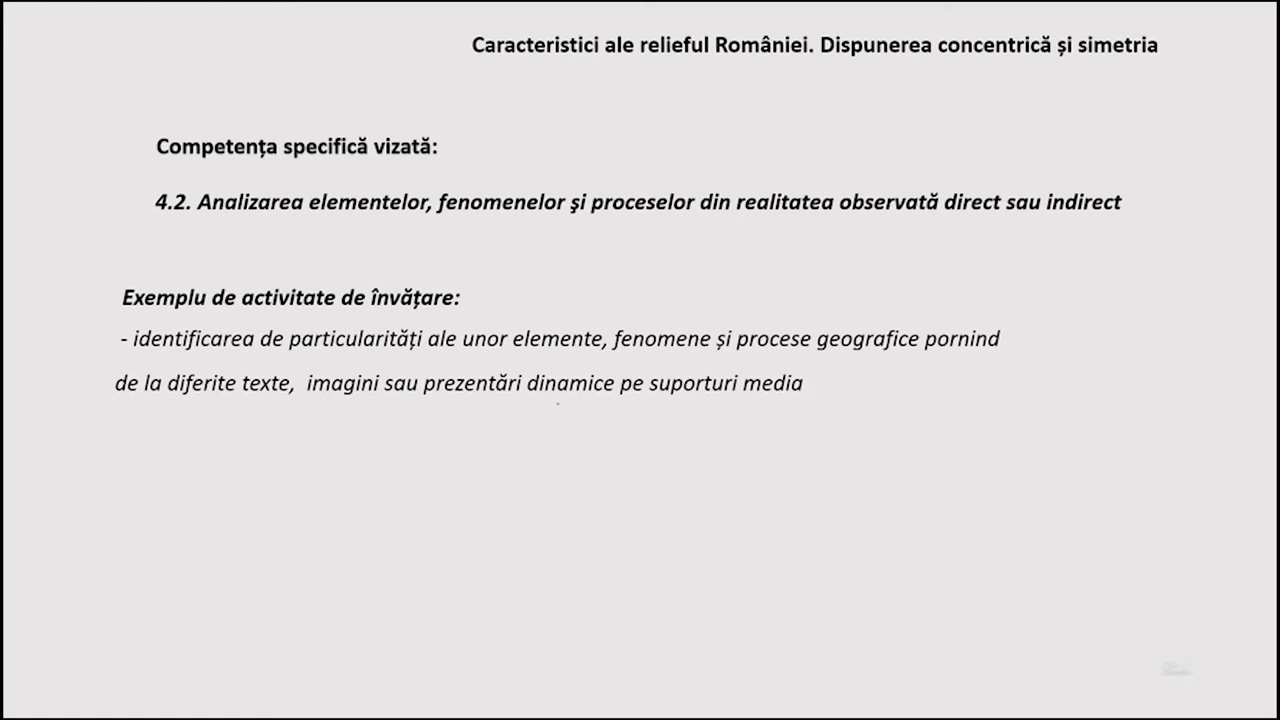 Caracteristici ale relieful României. Dispunerea concentrică și simetria
Competența specifică vizată:
4.2. Analizarea elementelor, fenomenelor şi proceselor din realitatea observată direct sau indirect
Exemplu de activitate de învățare:
- identificarea de particularități ale unor elemente, fenomene și procese geografice pornind
de la diferite texte, imagini sau prezentări dinamice pe suporturi media